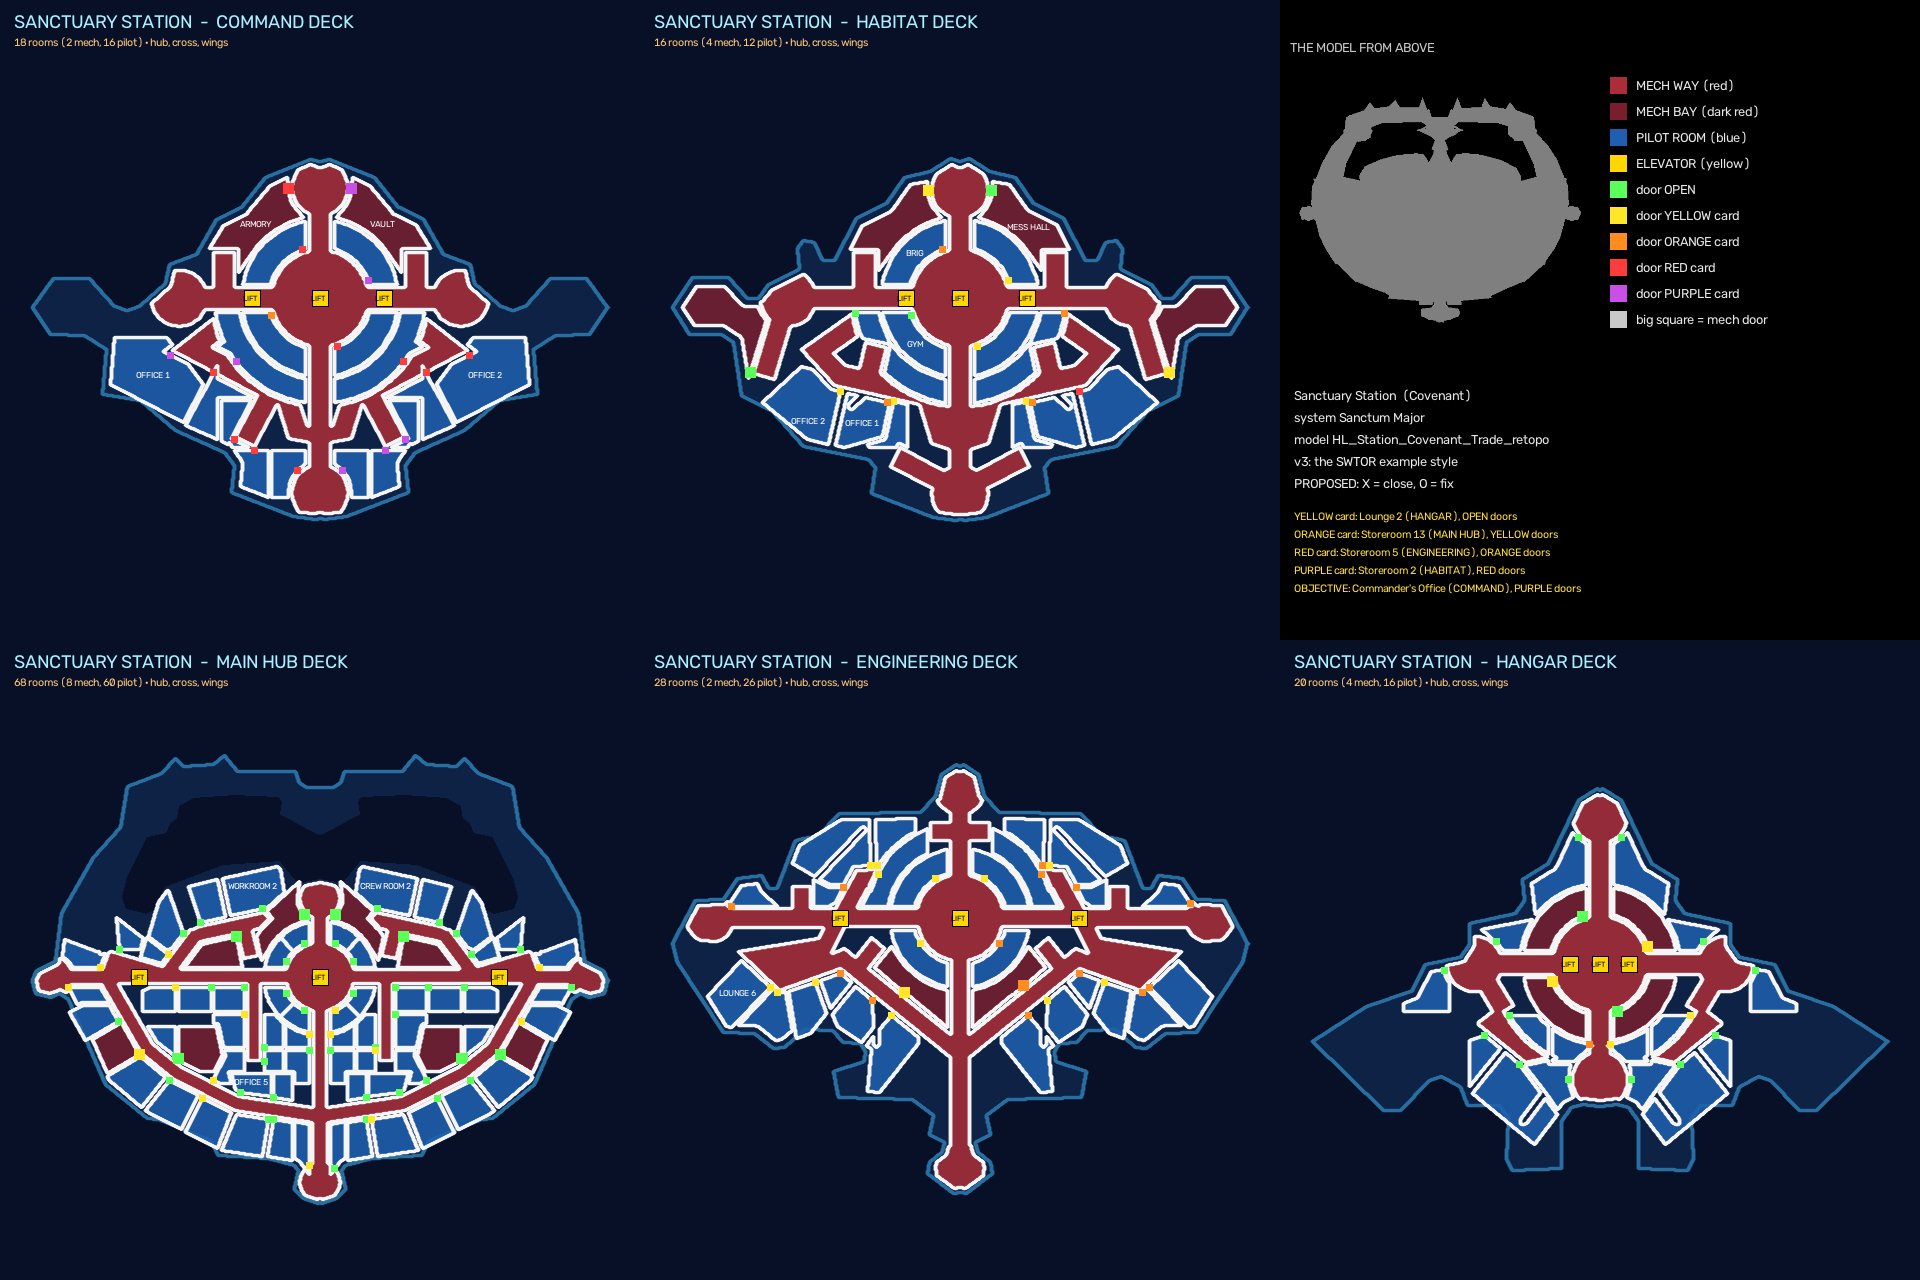 SANCTUARY STATION - COMMAND DECK
18 rooms (2 mech, 16 pilot) • hub, cross, wings
ARMORY
VAULT
LIFT
LIFT
LIFT
OFFICE 1
OFFICE 2
SANCTUARY STATION - HABITAT DECK
16 rooms (4 mech, 12 pilot) • hub, cross, wings
MESS HALL
BRIG
LIFT
LIFT
LIFT
GYM
OFFICE 2
OFFICE 1
THE MODEL FROM ABOVE
MECH WAY (red)
MECH BAY (dark red)
PILOT ROOM (blue)
ELEVATOR (yellow)
door OPEN
door YELLOW card
door ORANGE card
door RED card
door PURPLE card
big square = mech door
Sanctuary Station (Covenant)
system Sanctum Major
model HL_Station_Covenant_Trade_retopo
v3: the SWTOR example style
PROPOSED: X = close, O = fix
YELLOW card: Lounge 2 (HANGAR), OPEN doors
ORANGE card: Storeroom 13 (MAIN HUB), YELLOW doors
RED card: Storeroom 5 (ENGINEERING), ORANGE doors
PURPLE card: Storeroom 2 (HABITAT), RED doors
OBJECTIVE: Commander's Office (COMMAND), PURPLE doors
SANCTUARY STATION - MAIN HUB DECK
68 rooms (8 mech, 60 pilot) • hub, cross, wings
WORKROOM 2
CREW ROOM 2
LIFT
LIFT
LIFT
OFFICE 5
SANCTUARY STATION - ENGINEERING DECK
28 rooms (2 mech, 26 pilot) • hub, cross, wings
LIFT
LIFT
LIFT
LOUNGE 6
SANCTUARY STATION - HANGAR DECK
20 rooms (4 mech, 16 pilot) • hub, cross, wings
LIFT
LIFT
LIFT